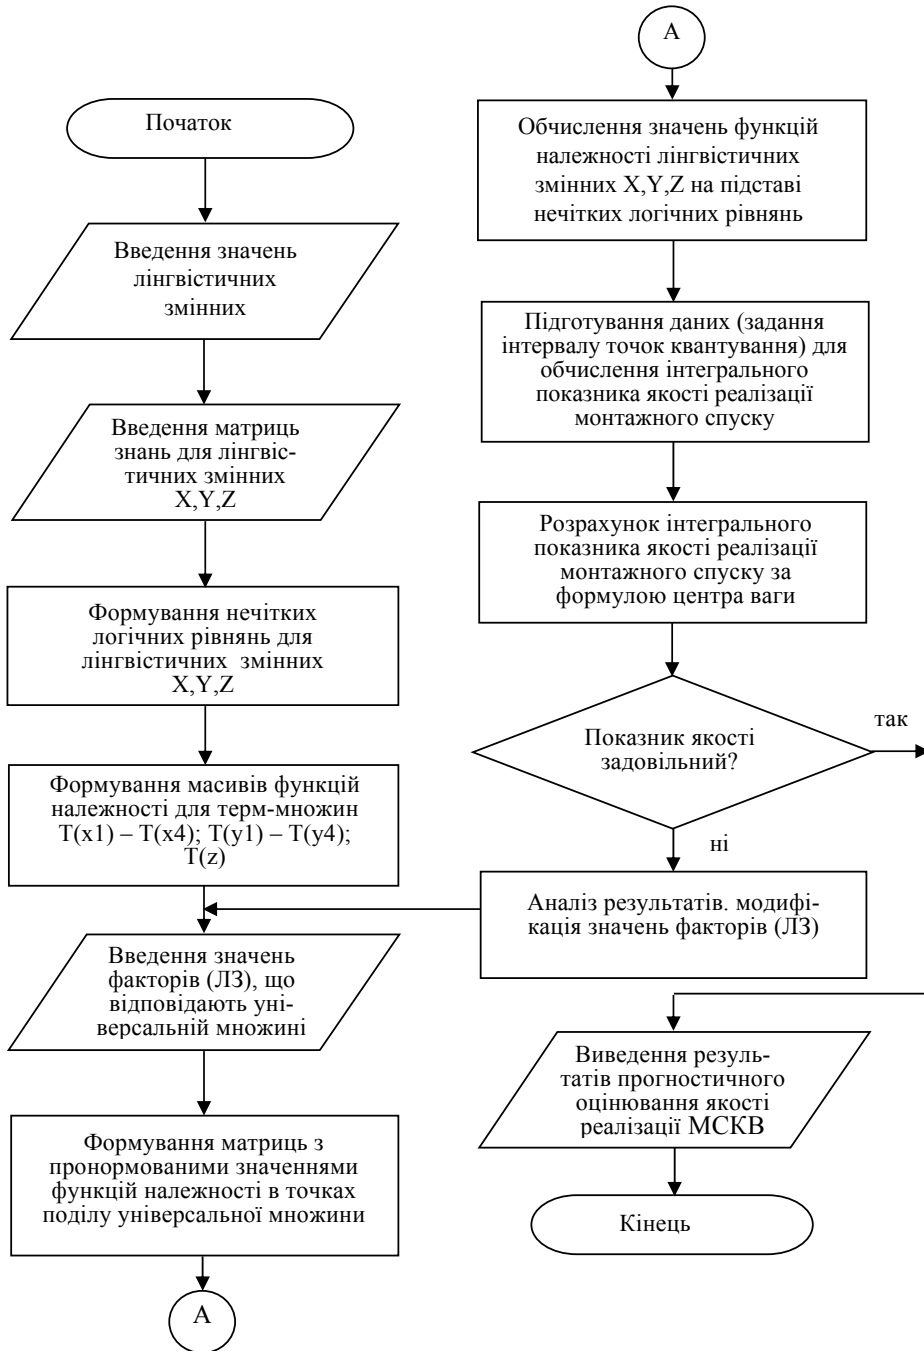 Початок
Введення значень
лінгвістичних
змінних
Введення матриць
знань для лінгвіс-
тичних змінних
X,Y,Z
Формування нечітких
логічних рівнянь для
лінгвістичних змінних
X,Y,Z
Формування масивів функцій
належності для терм-множин
Т(х1) – Т(х4); Т(у1) – Т(у4);
Т(z)
Введення значень
факторів (ЛЗ), що
відповідають уні-
версальній множині
Формування матриць з
пронормованими значеннями
функцій належності в точках
поділу універсальної множини
А
А
Обчислення значень функцій
належності лінгвістичних
змінних X,Y,Z на підставі
нечітких логічних рівнянь
Підготування даних (задання
інтервалу точок квантування) для
обчислення інтегрального
показника якості реалізації
монтажного спуску
Розрахунок інтегрального
показника якості реалізації
монтажного спуску за
формулою центра ваги
Показник якості
задовільний?
так
ні
Аналіз результатів. модифі-
кація значень факторів (ЛЗ)
Виведення резуль-
татів прогностичного
оцінювання якості
реалізації МСКВ
Кінець